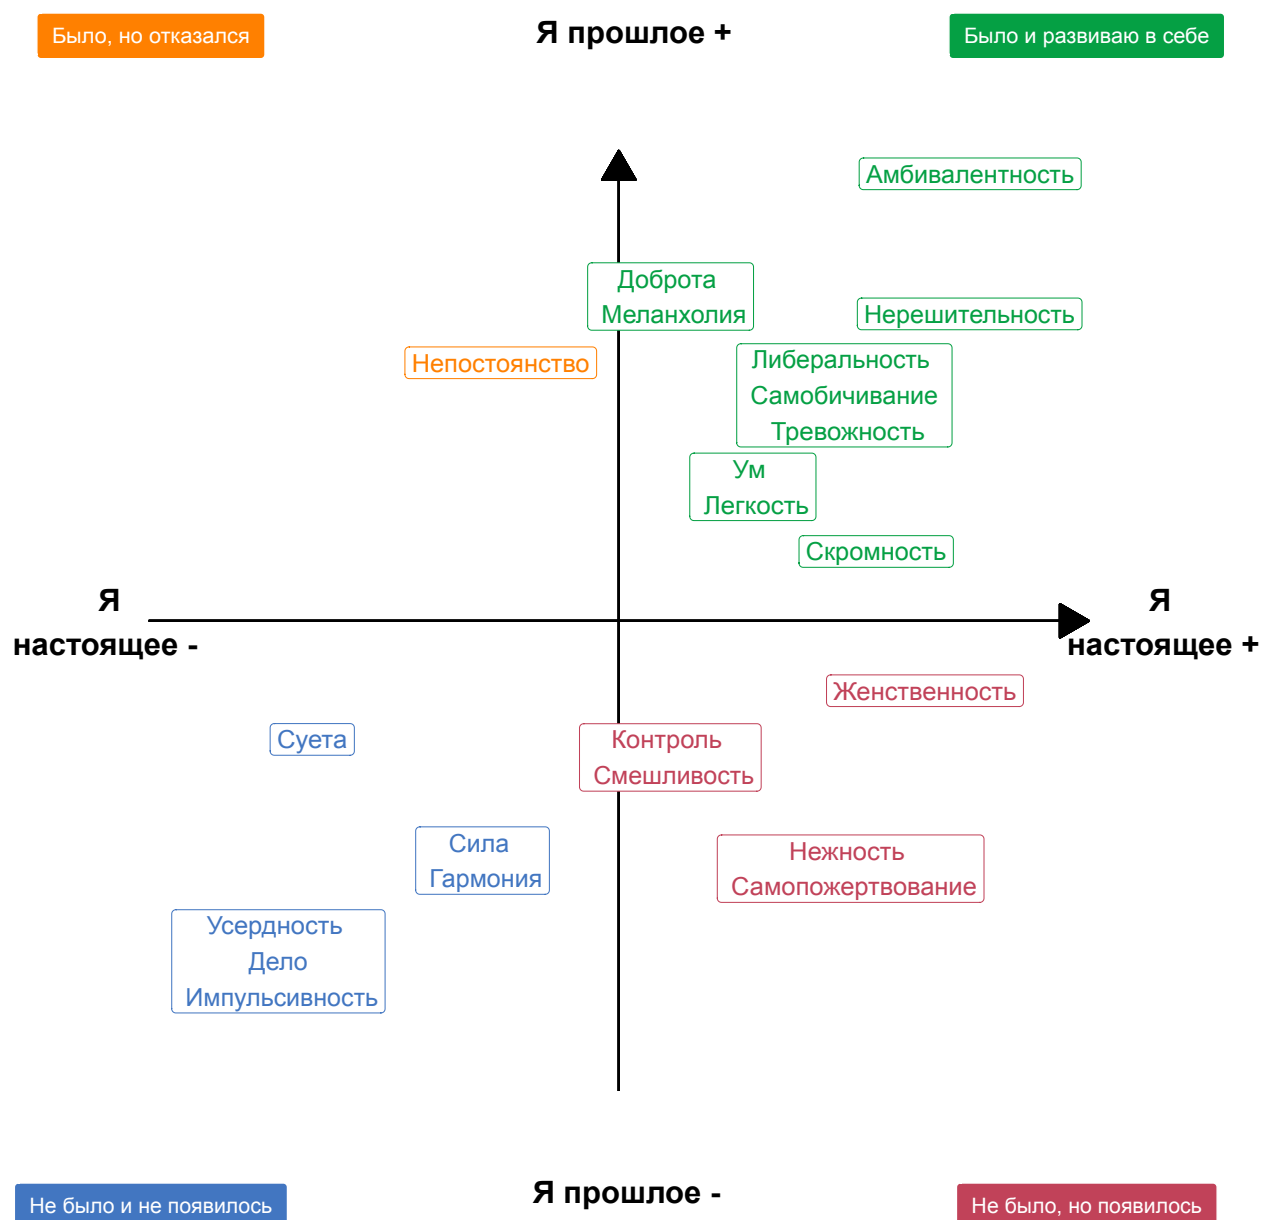 Было, но отказался
Я прошлое +
Было и развиваю в себе
Амбивалентность
Доброта
Меланхолия
Нерешительность
Непостоянство
Либеральность
Самобичивание
Тревожность
Ум
Легкость
Скромность
Я
настоящее -
Я
настоящее +
Женственность
Суета
Контроль
Смешливость
Сила
Гармония
Нежность
Самопожертвование
Усердность
Дело
Импульсивность
Не было и не появилось
Я прошлое -
Не было, но появилось